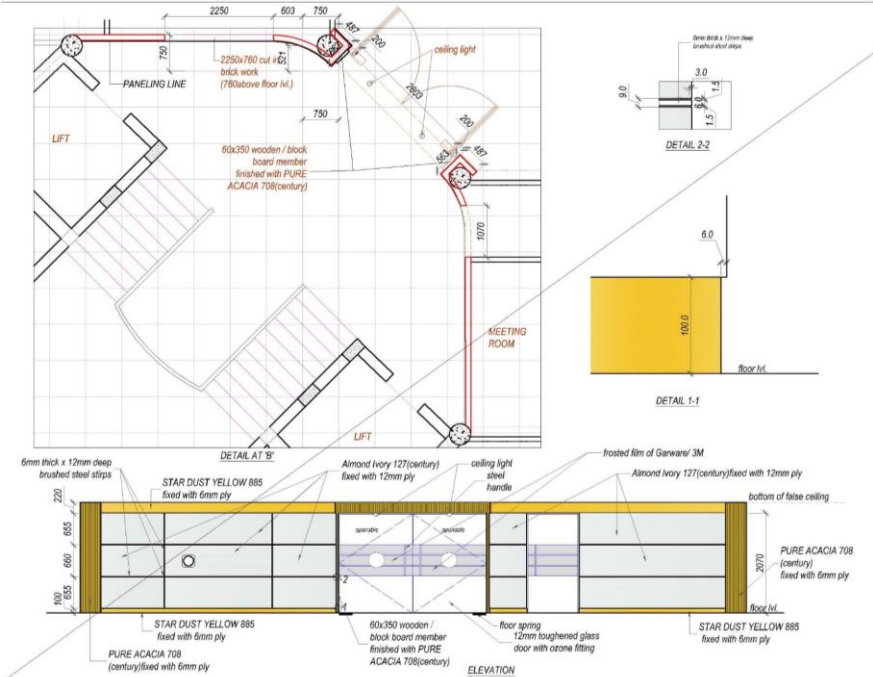 2250
603
750
487
200
ceiling light
750
521
2250x760 cut in
brick work
(760above floor lvl.)
PANELING LINE
2603
750
200
487
563
LIFT
60x350 wooden / block
board member
finished with PURE
ACACIA 708(century)
1070
MEETING
ROOM
LIFT
DETAIL AT 'B'
6mm thick x 12mm deep
brushed steel stirps
3.0
9.0
6.0
1.5
1.5
DETAIL 2-2
6.0
100.0
floor lvl.
DETAIL 1-1
6mm thick x 12mm deep
brushed steel stirps
STAR DUST YELLOW 885
fixed with 6mm ply
Almond Ivory 127(century)
fixed with 12mm ply
ceiling light
steel
handle
frosted film of Garware/ 3M
Almond Ivory 127(century)fixed with 12mm ply
bottom of false ceiling
220
655
660
655
100
openable
openable
2070
2
1
PURE ACACIA 708
(century)
fixed with 6mm ply
floor lvl.
STAR DUST YELLOW 885
fixed with 6mm ply
60x350 wooden /
block board member
finished with PURE
ACACIA 708(century)
floor spring
12mm toughened glass
door with ozone fitting
STAR DUST YELLOW 885
fixed with 6mm ply
PURE ACACIA 708
(century)fixed with 6mm ply
ELEVATION